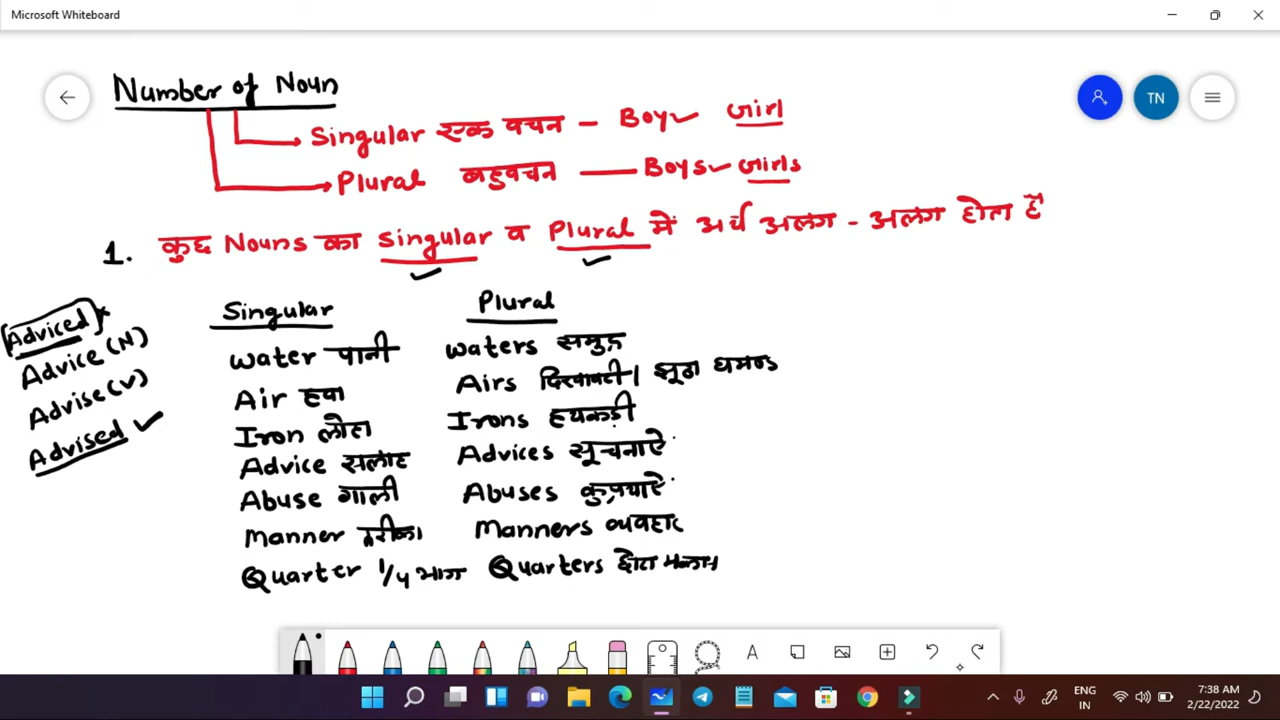 Microsoft Whiteboard
Number of Noun
Singular एक वचन – Boy Girl
Plural बहुवचन — Boys Girls
1. कुछ Nouns का Singular व Plural में अर्थ अलग - अलग होता है
Singular Plural
Water पानी Waters समुद्र
Air हवा Airs दिखावटी / झूठा घमण्ड
Iron लोहा Irons हथकड़ी
Advice सलाह Advices सूचनाऐ
Abuse गाली Abuses कुप्रथाऐ
Manner तरीका Manners व्यवहार
Quarter 1/4 भाग Quarters छोटा मकान
Adviced
Advice (N)
Advise (V)
Advised
TN
A
ENG
IN
7:38 AM
2/22/2022